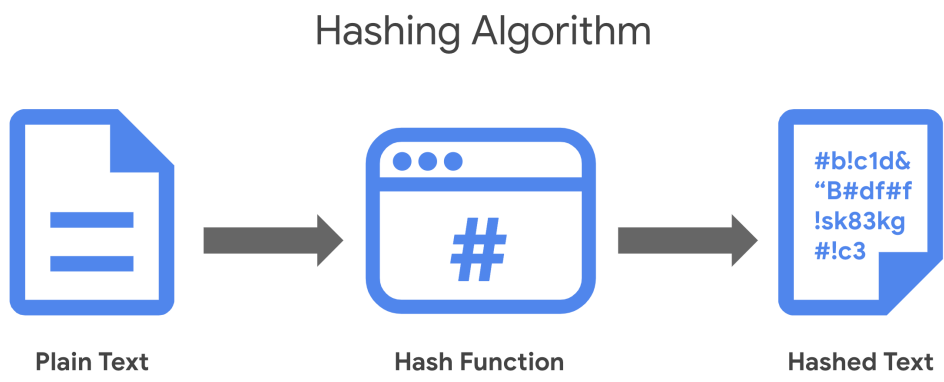 Hashing Algorithm
#
#b!c1d&
“B#df#f
!sk83kg
#!c3
Plain Text
Hash Function
Hashed Text